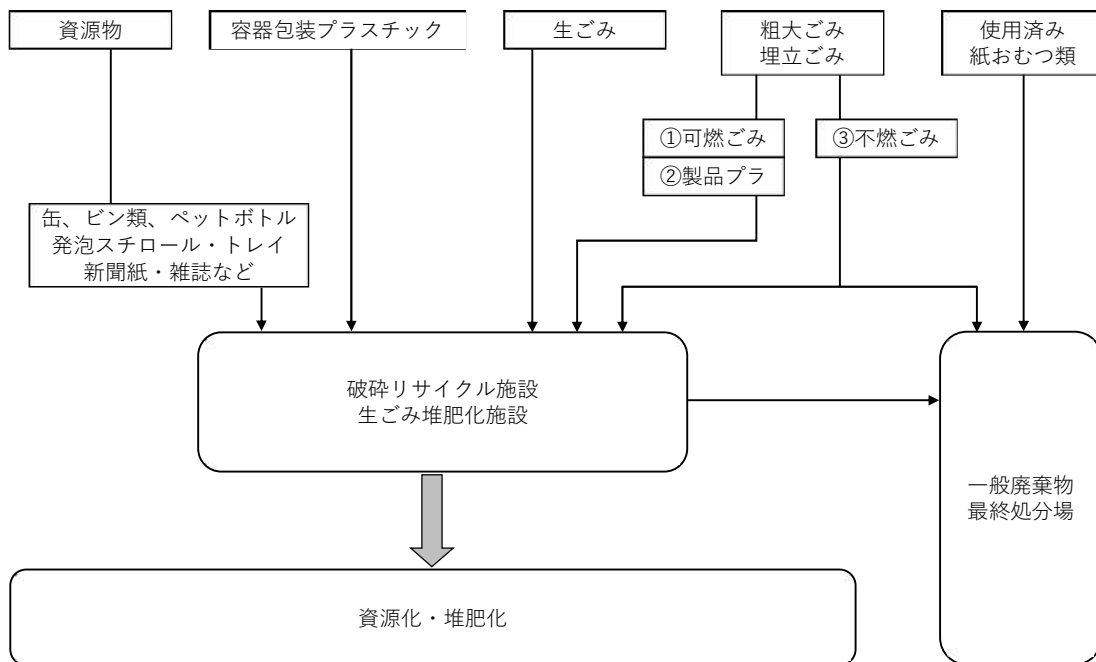 資源物
容器包装プラスチック
生ごみ
粗大ごみ
埋立ごみ
使用済み
紙おむつ類
①可燃ごみ
②製品プラ
③不燃ごみ
缶、ビン類、ペットボトル
発泡スチロール・トレイ
新聞紙・雑誌など
破砕リサイクル施設
生ごみ堆肥化施設
一般廃棄物
最終処分場
資源化・堆肥化